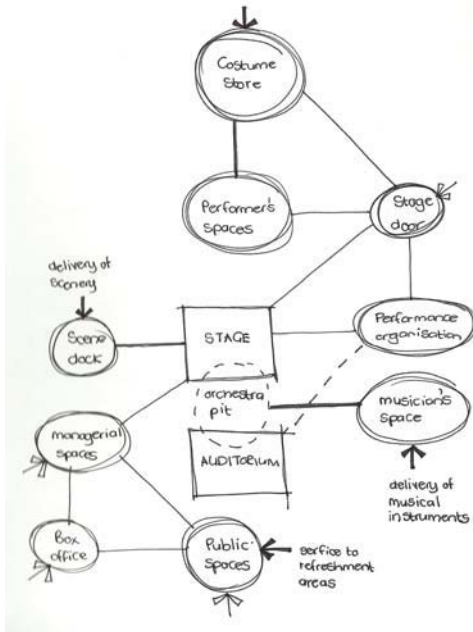 Costume
store
Performer's
spaces
Stage
door
delivery of
scenery
Scene
dock
STAGE
Performance
organisation
orchestra
pit
musician's
space
managerial
spaces
AUDITORIUM
delivery of
musical
instruments
Box
office
Public
spaces
serfice to
refreshment
areas